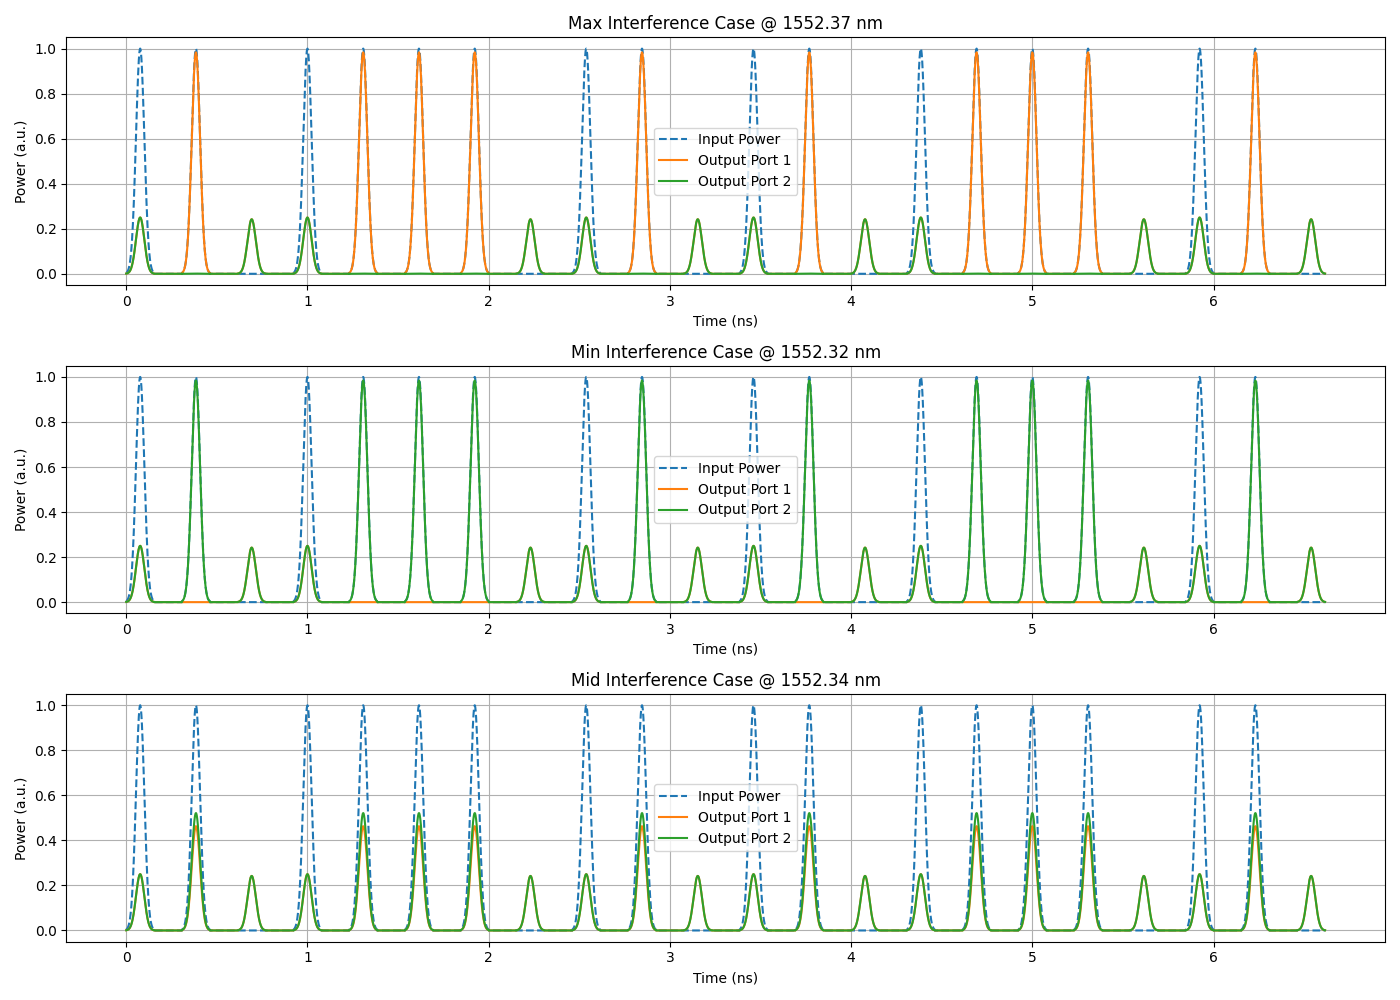 Max Interference Case @ 1552.37 nm
Power (a.u.)
1.0
0.8
0.6
0.4
0.2
0.0
Input Power
Output Port 1
Output Port 2
0 1 2 3 4 5 6
Time (ns)
Min Interference Case @ 1552.32 nm
Power (a.u.)
1.0
0.8
0.6
0.4
0.2
0.0
Input Power
Output Port 1
Output Port 2
0 1 2 3 4 5 6
Time (ns)
Mid Interference Case @ 1552.34 nm
Power (a.u.)
1.0
0.8
0.6
0.4
0.2
0.0
Input Power
Output Port 1
Output Port 2
0 1 2 3 4 5 6
Time (ns)